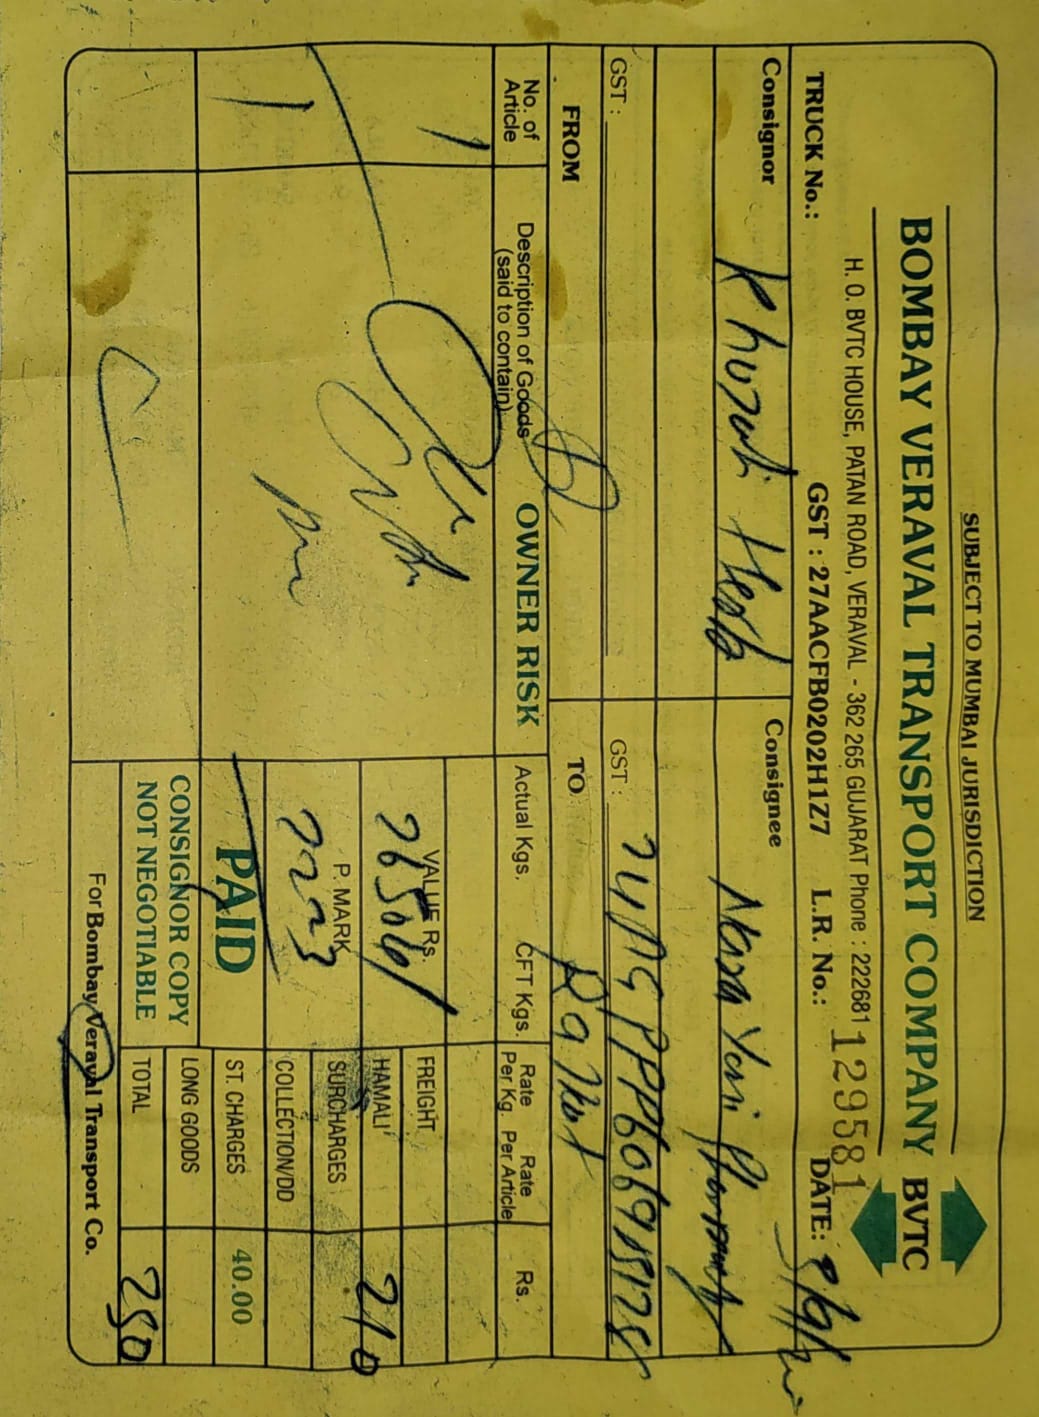 SUBJECT TO MUMBAI JURISDICTION
BOMBAY VERAVAL TRANSPORT COMPANY BVTC
H. O. BVTC HOUSE, PATAN ROAD, VERAVAL - 362 265 GUJARAT Phone : 222681
TRUCK No.: GST : 27AACFB0202H1Z7 L.R. No.: 129581 DATE:
Consignor Khushi Herb Consignee
GST : GST :
FROM TO Rajkot
No. of Article Description of Goods (said to contain) OWNER RISK Actual Kgs. CFT Kgs. Rate Per Kg. Rate Per Article Rs.
1
FREIGHT
VALUE Rs. HAMALI 210
P. MARK 2223 SURCHARGES
COLLECTION/DD
1 PAID ST. CHARGES 40.00
CONSIGNOR COPY LONG GOODS
NOT NEGOTIABLE TOTAL 250
For Bombay Veraval Transport Co.